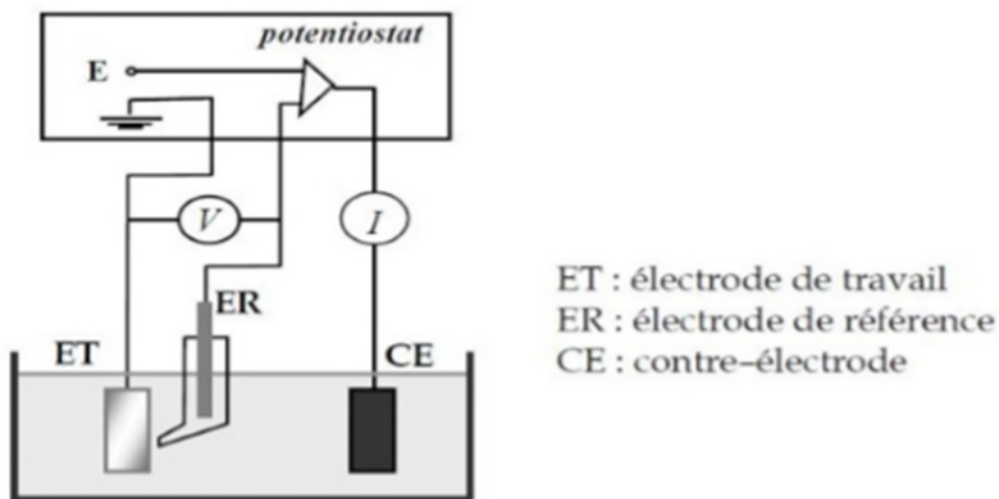 potentiostat
E
V
I
ER
ET
CE
ET : électrode de travail
ER : électrode de référence
CE : contre–électrode